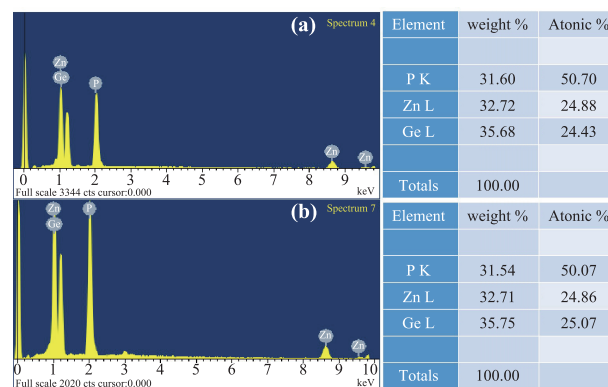 (a) Spectrum 4
Zn
Ge
P
Zn
Zn
0 1 2 3 4 5 6 7 8 9
Full scale 3344 cts cursor:0.000 keV
Element weight % Atonic %
P K 31.60 50.70
Zn L 32.72 24.88
Ge L 35.68 24.43
Totals 100.00
(b) Spectrum 7
Zn
Ge
P
Zn
Zn
0 1 2 3 4 5 6 7 8 9 10
Full scale 2020 cts cursor:0.000 keV
Element weight % Atonic %
P K 31.54 50.07
Zn L 32.71 24.86
Ge L 35.75 25.07
Totals 100.00